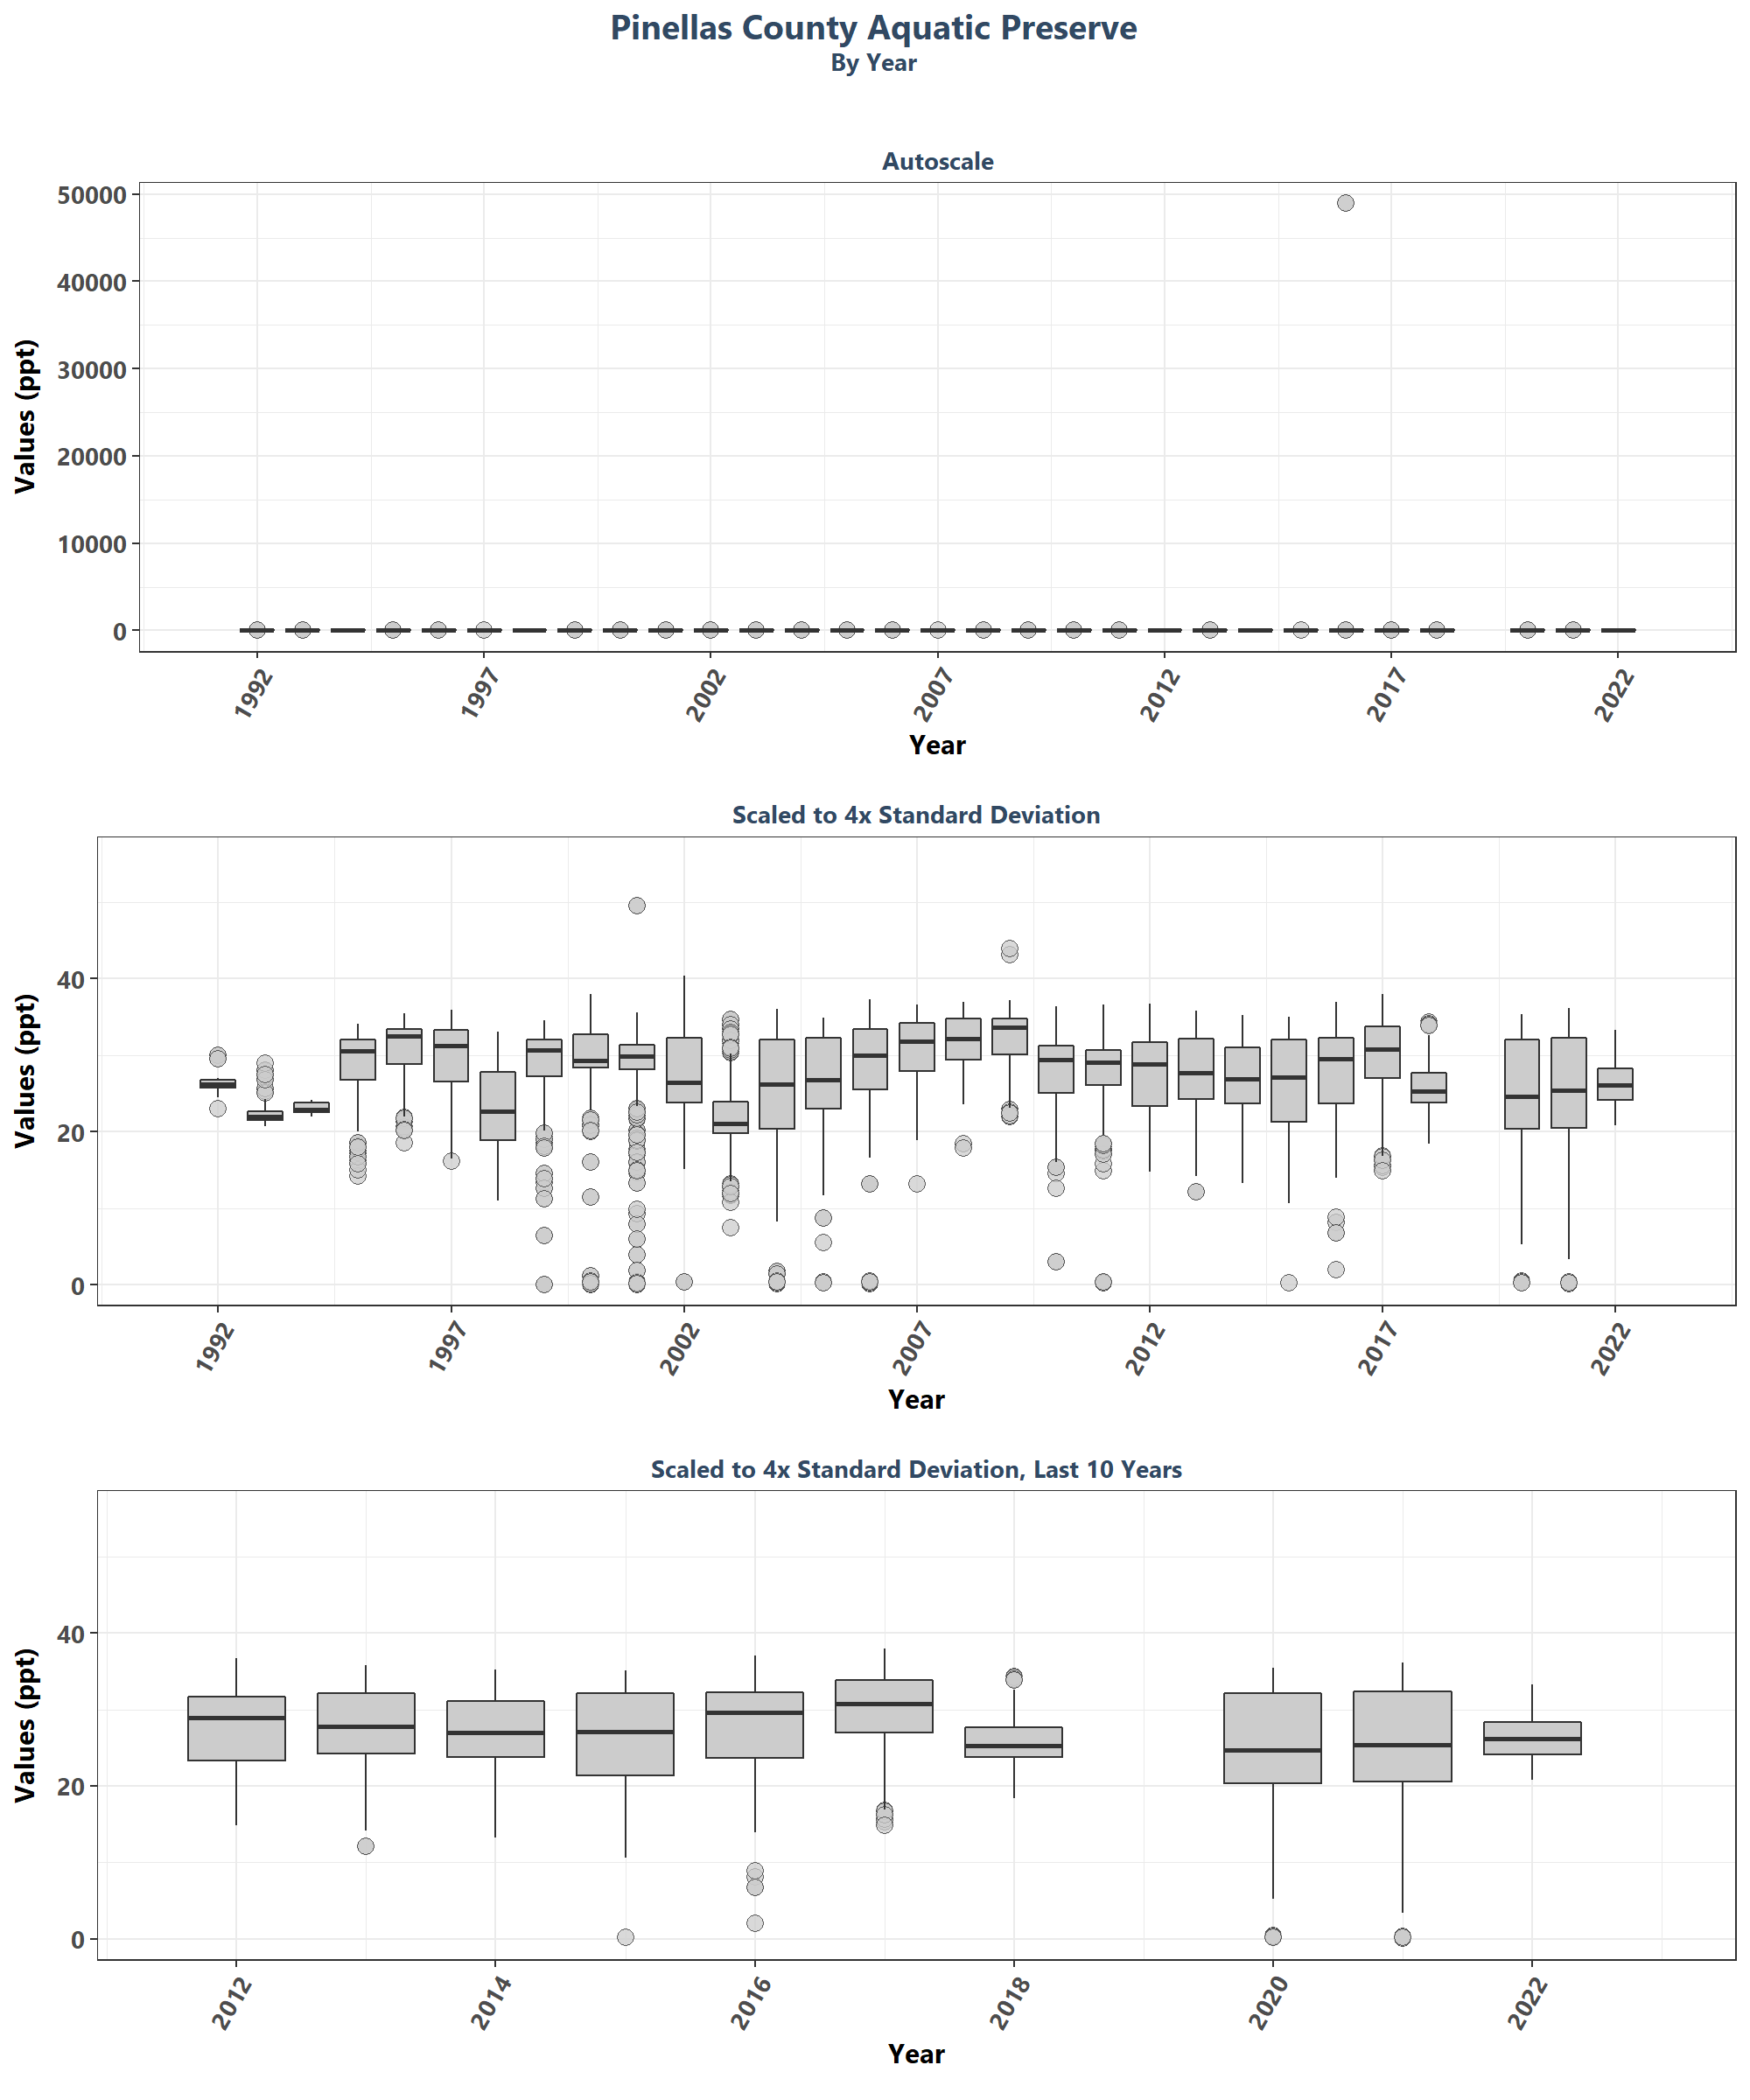 Pinellas County Aquatic Preserve
By Year
Autoscale
Values (ppt)
50000
40000
30000
20000
10000
0
1992 1997 2002 2007 2012 2017 2022
Year
Scaled to 4x Standard Deviation
Values (ppt)
40
20
0
1992 1997 2002 2007 2012 2017 2022
Year
Scaled to 4x Standard Deviation, Last 10 Years
Values (ppt)
40
20
0
2012 2014 2016 2018 2020 2022
Year